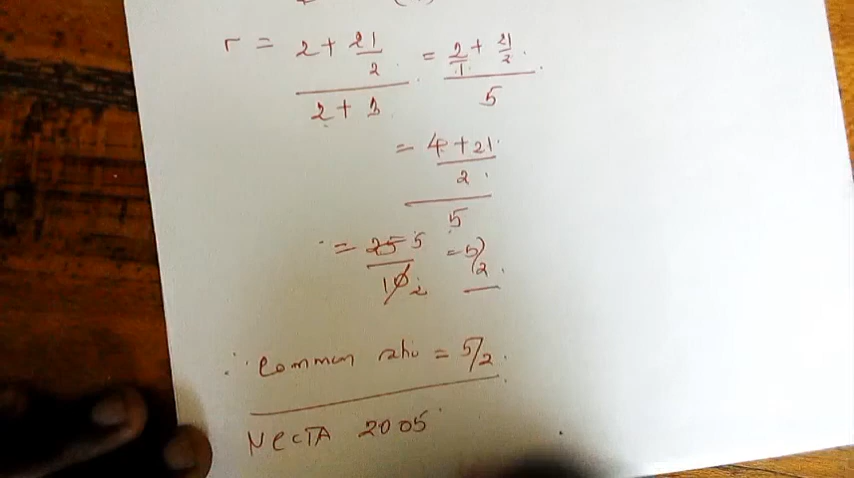 r = 2 + 21/2 / 2 + 3 = 2/1 + 21/2 / 5
= 4 + 21 / 2 / 5
= 25 5 / 10 2 = 5/2
∴ common ratio = 5/2
NECTA 2005